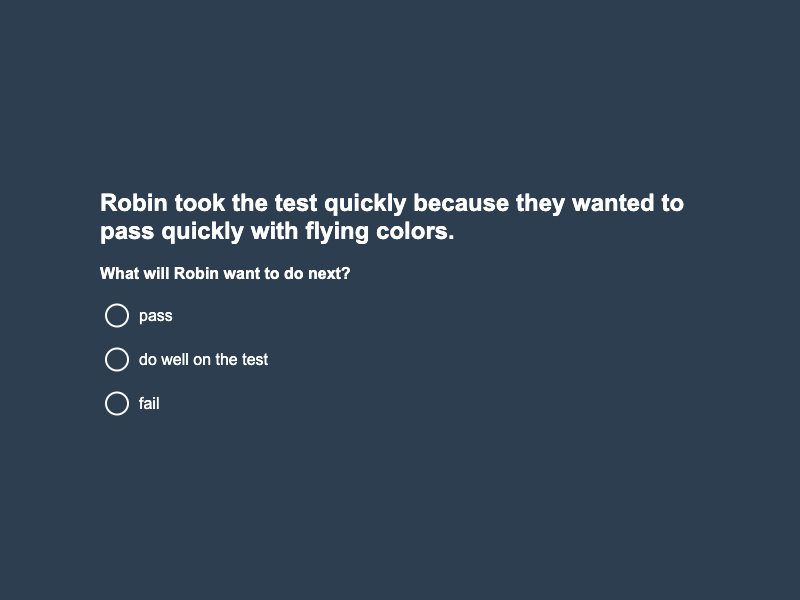 Robin took the test quickly because they wanted to
pass quickly with flying colors.
What will Robin want to do next?
pass
do well on the test
fail